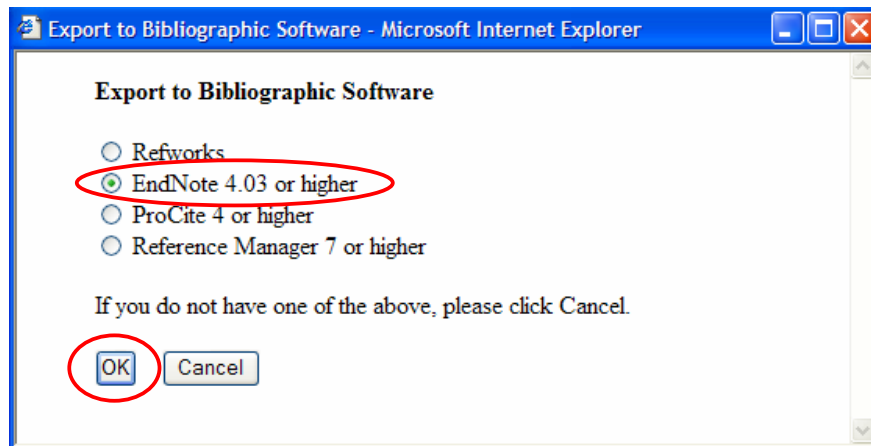 Export to Bibliographic Software - Microsoft Internet Explorer
Export to Bibliographic Software
Refworks
EndNote 4.03 or higher
ProCite 4 or higher
Reference Manager 7 or higher
If you do not have one of the above, please click Cancel.
OK Cancel